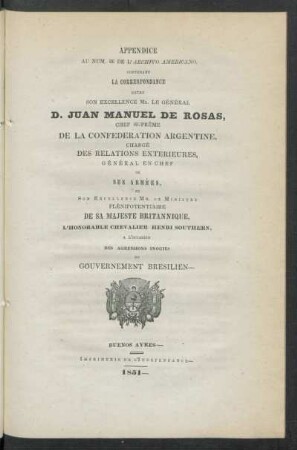 APPENDICE
AU NUM. 26 DE L'ARCHIVO AMERICANO,
CONTENANT
LA CORRESPONDANCE
ENTRE
SON EXCELLENCE MR. LE GÉNÉRAL
D. JUAN MANUEL DE ROSAS,
CHEF SUPRÊME
DE LA CONFEDERATION ARGENTINE,
CHARGÉ
DES RELATIONS EXTERIEURES,
GÉNÉRAL EN CHEF
DE
SES ARMÉES,
ET
SON EXCELLENCE MR. LE MINISTRE
PLÉNIPOTENTIAIRE
DE SA MAJESTÉ BRITANNIQUE,
L'HONORABLE CHEVALIER HENRI SOUTHERN,
A L'OCCASION
DES AGRESSIONS INOUIES
DU
GOUVERNEMENT BRESILIEN—
BUENOS AYRES—
IMPRIMERIE DE L'INDEPENDANCE—
1851—